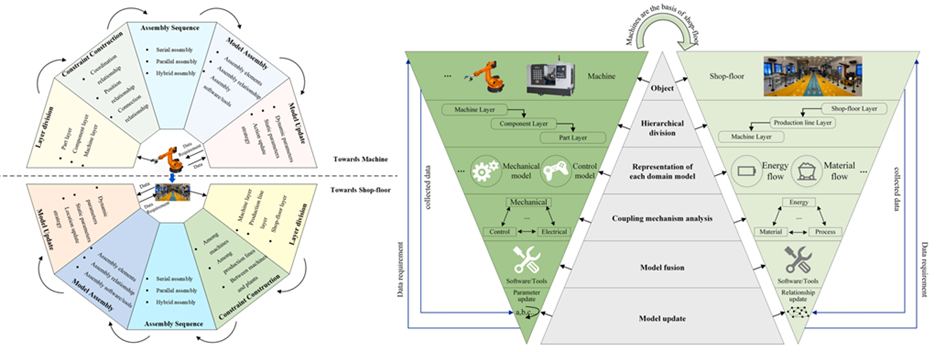 Assembly Sequence
Serial assembly
Parallel assembly
Hybrid assembly
Constraint Construction
Coordination
relationship
Position
relationship
Connection
relationship
Model Assembly
Assembly elements
Assembly relationship
Assembly
software/tools
Layer division
Part layer
Component layer
Machine layer
Model Update
Dynamic parameters
Static parameters
Action update
strategy
Data
Requirement
Data
Towards Machine
Towards Shop-floor
Data
Data
Requirement
Model Update
Dynamic
parameters
Static parameters
Location update
strategy
Machine layer
Production line
layer
Shop-floor layer
Layer division
Model Assembly
Assembly elements
Assembly relationship
Assembly software/tools
Among
machines
Among
production lines
Between machines
and plants
Constraint Construction
Serial assembly
Parallel assembly
Hybrid assembly
Assembly Sequence
Machines are the basis of shop-floor
... Machine
Object
Shop-floor
Machine Layer
Component Layer
Part Layer
Hierarchical
division
Shop-floor Layer
Production line Layer
Machine Layer
Mechanical
model
Control
model
...
Representation of
each domain model
Energy
flow
Material
flow
...
Mechanical
...
Control
Electrical
Coupling mechanism analysis
Energy
...
Material
Process
Software/Tools
Model fusion
Software/Tools
Parameter
update
a,b,c...
Model update
Relationship
update
collected data
Data requirement
collected data
Data requirement